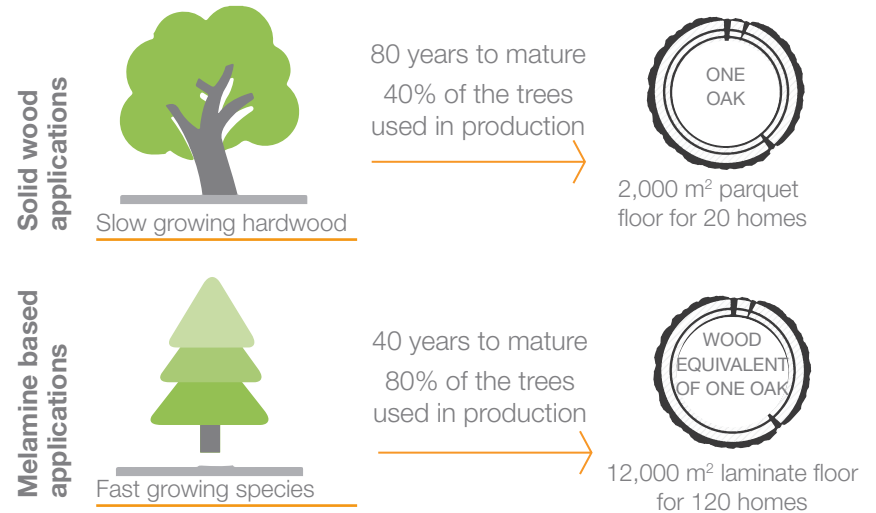 Solid wood
applications
Slow growing hardwood
80 years to mature
40% of the trees
used in production
ONE
OAK
2,000 m² parquet
floor for 20 homes
Melamine based
applications
Fast growing species
40 years to mature
80% of the trees
used in production
WOOD
EQUIVALENT
OF ONE OAK
12,000 m² laminate floor
for 120 homes